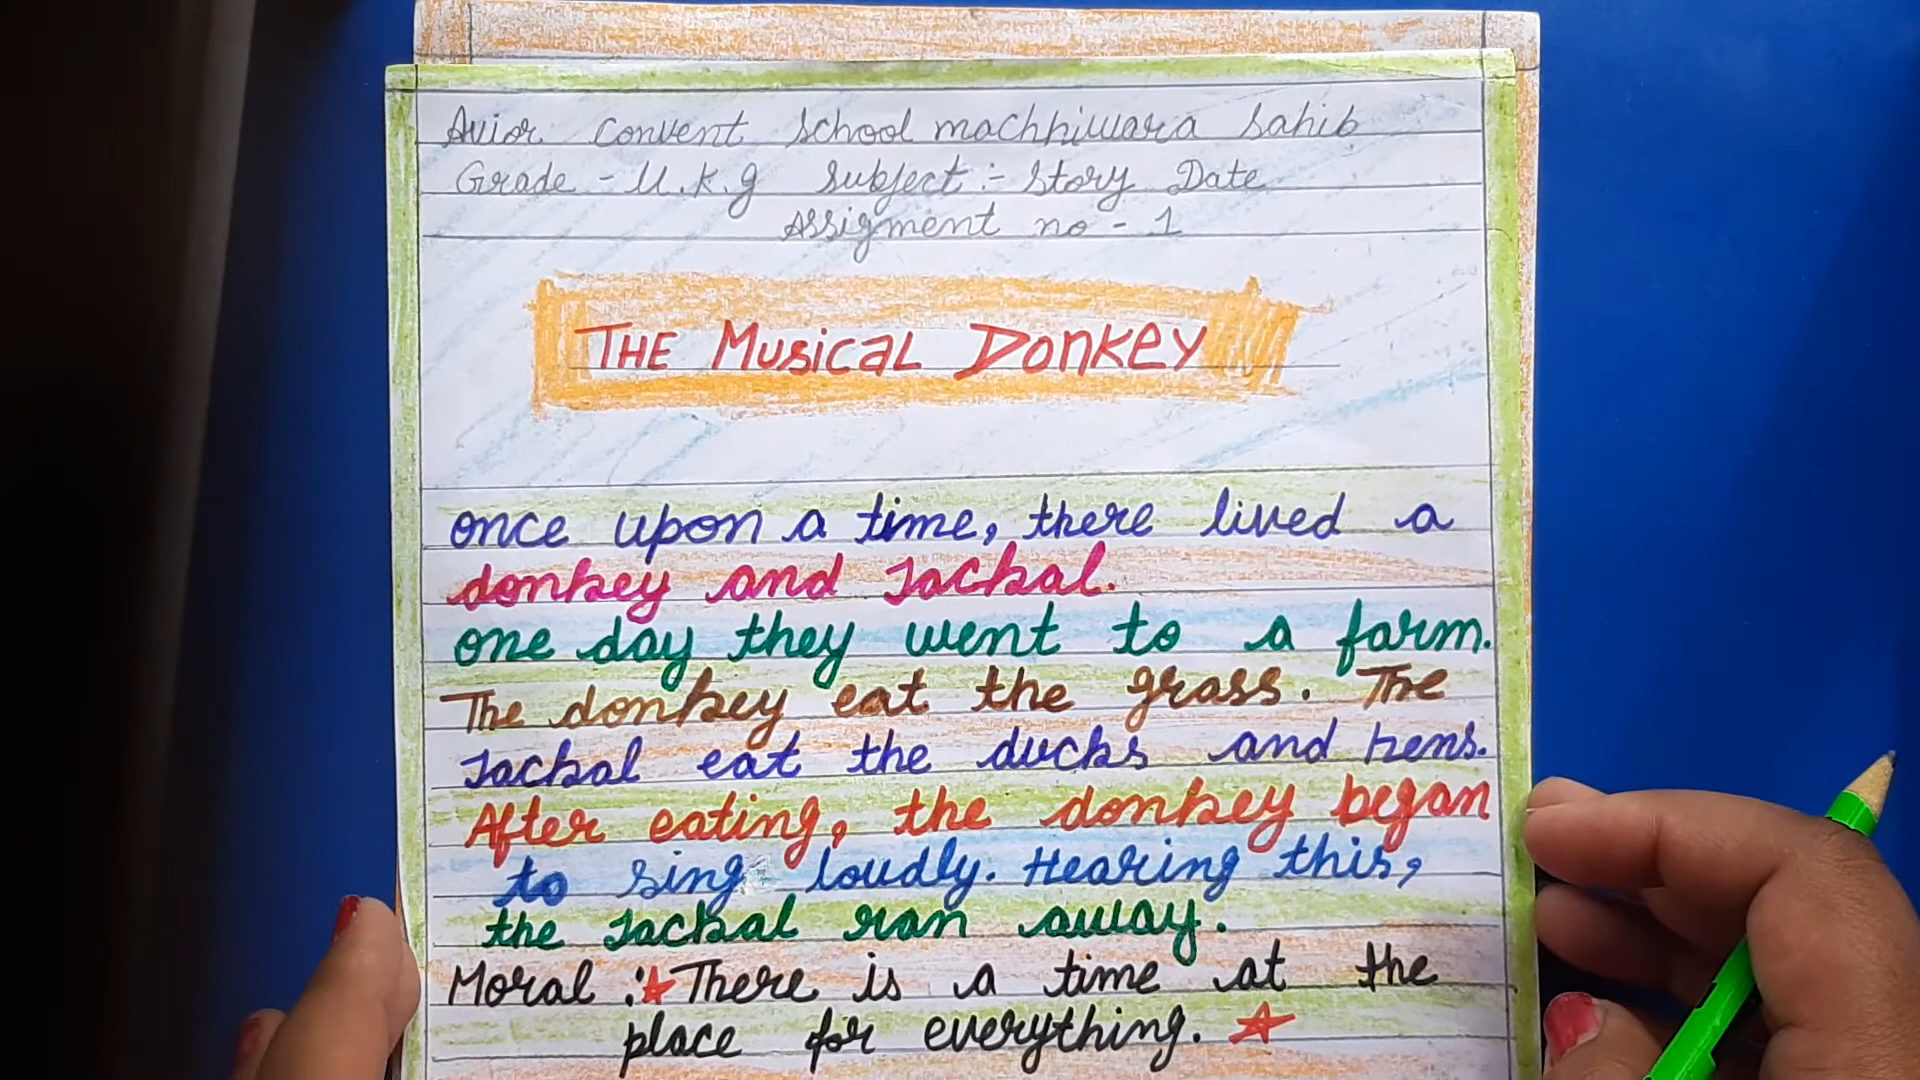 Avior Convent School machhiwara Sahib
Grade - U.K.g Subject :- Story Date
Assigment no - 1
THE MUSICAL DONKEY
once upon a time, there lived a
donkey and Jackal.
one day they went to a farm.
The donkey eat the grass. The
Jackal eat the ducks and hens.
After eating, the donkey began
to sing loudly. Hearing this,
the Jackal ran away.
Moral : There is a time at the
place for everything.